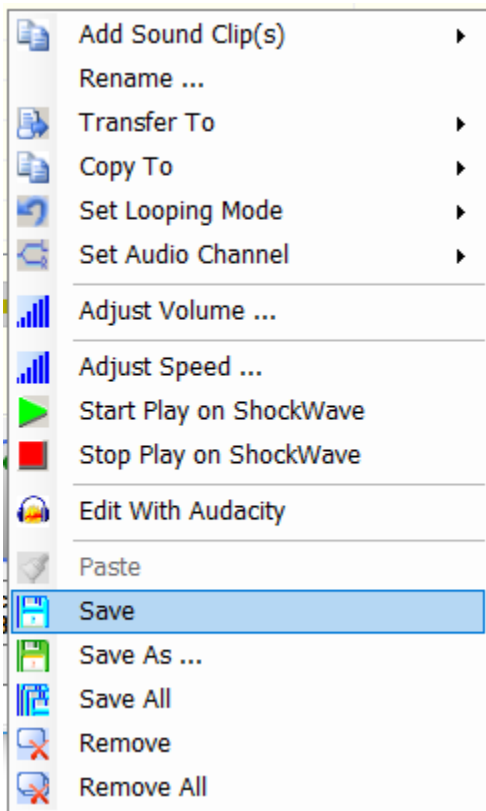 Add Sound Clip(s)
Rename ...
Transfer To
Copy To
Set Looping Mode
Set Audio Channel
Adjust Volume ...
Adjust Speed ...
Start Play on ShockWave
Stop Play on ShockWave
Edit With Audacity
Paste
Save
Save As ...
Save All
Remove
Remove All